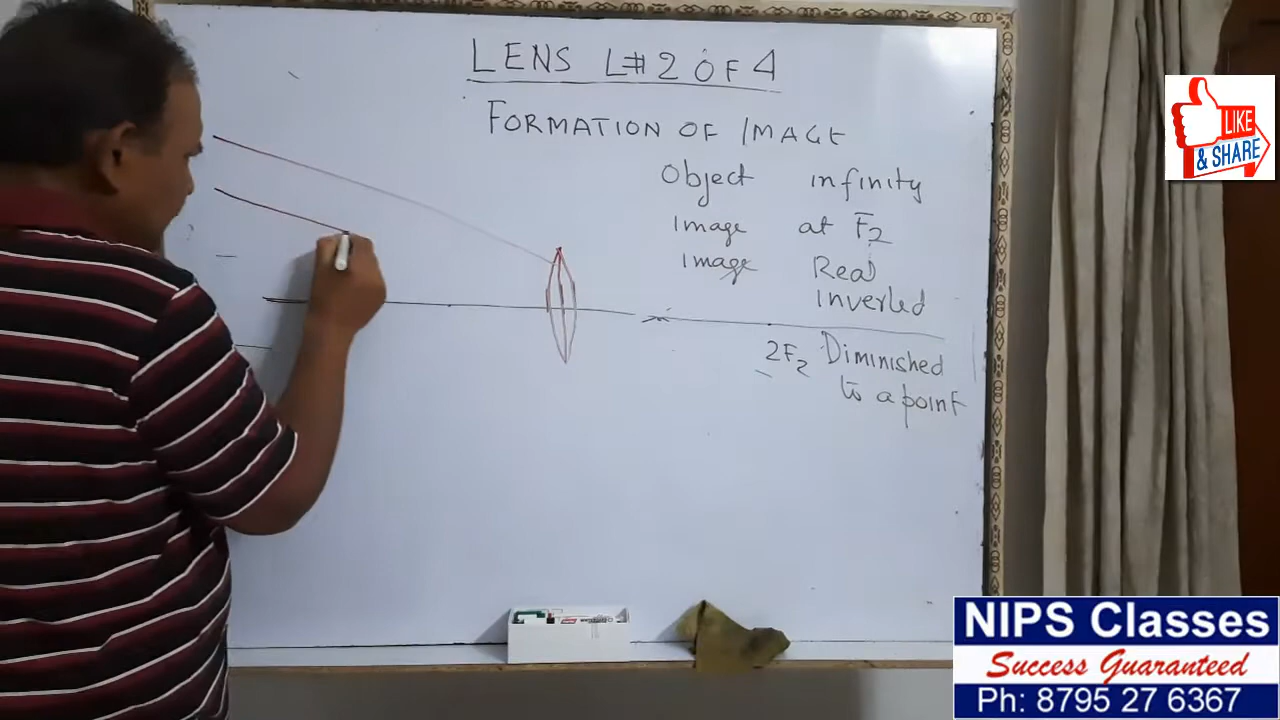 LENS L#2 OF 4
FORMATION OF IMAGE
Object infinity
Image at F2
Image Real
inverted
2F2 Diminished
to a point
LIKE
& SHARE
NIPS Classes
Success Guaranteed
Ph: 8795 27 6367